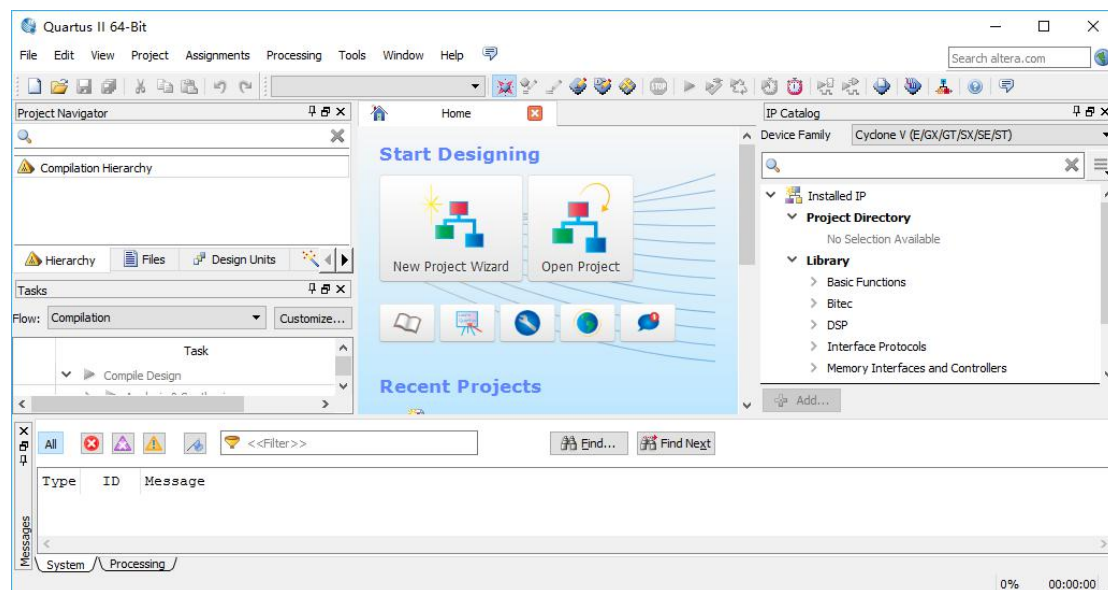 Quartus II 64-Bit
File Edit View Project Assignments Processing Tools Window Help
Search altera.com
Project Navigator
Compilation Hierarchy
Hierarchy Files Design Units
Tasks
Flow: Compilation Customize...
Task
Compile Design
Home
Start Designing
New Project Wizard Open Project
Recent Projects
IP Catalog
Device Family Cyclone V (E/GX/GT/SX/SE/ST)
Installed IP
Project Directory
No Selection Available
Library
Basic Functions
Bitec
DSP
Interface Protocols
Memory Interfaces and Controllers
Add...
All <<Filter>> Find... Find Next
Type ID Message
Messages
System Processing
0% 00:00:00